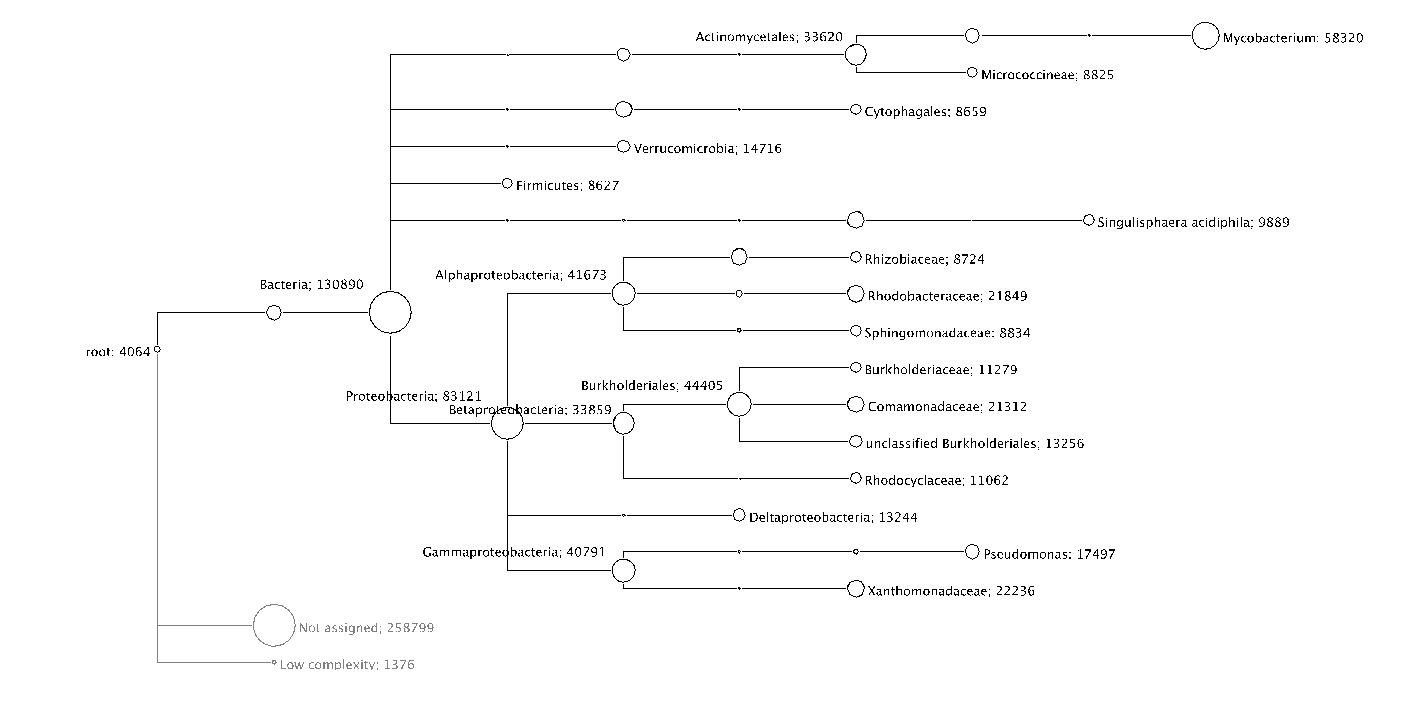 Actinomycetales; 33620
Mycobacterium: 58320
Micrococcineae; 8825
Cytophagales; 8659
Verrucomicrobia; 14716
Firmicutes; 8627
Singulisphaera acidiphila; 9889
Rhizobiaceae; 8724
Alphaproteobacteria; 41673
Bacteria; 130890
Rhodobacteraceae; 21849
Sphingomonadaceae: 8834
root: 4064
Burkholderiaceae; 11279
Burkholderiales; 44405
Proteobacteria; 83121
Comamonadaceae; 21312
Betaproteobacteria; 33859
unclassified Burkholderiales; 13256
Rhodocyclaceae; 11062
Deltaproteobacteria; 13244
Gammaproteobacteria; 40791
Pseudomonas: 17497
Xanthomonadaceae; 22236
Not assigned; 258799
Low complexity; 1376